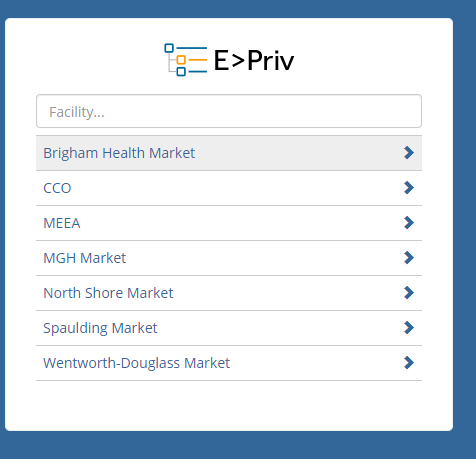 E>Priv
Facility...
Brigham Health Market
CCO
MEEA
MGH Market
North Shore Market
Spaulding Market
Wentworth-Douglass Market